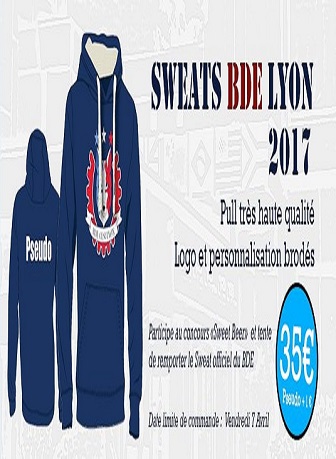 SWEATS BDE LYON
2017
Pull très haute qualité
Logo et personnalisation brodés
Pseudo
Participe au concours «Sweet Beer» et tente
de remporter le Sweat officiel du BDE
35€
Pseudo + 1 €
Date limite de commande : Vendredi 7 Avril